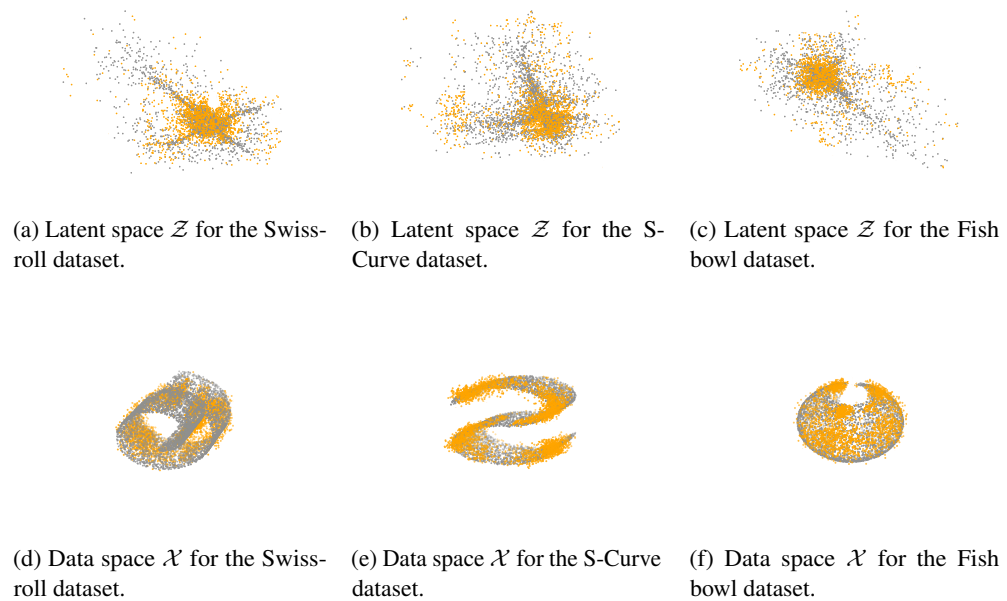 (a) Latent space Z for the Swiss-
roll dataset.
(b) Latent space Z for the S-
Curve dataset.
(c) Latent space Z for the Fish
bowl dataset.
(d) Data space X for the Swiss-
roll dataset.
(e) Data space X for the S-Curve
dataset.
(f) Data space X for the Fish
bowl dataset.